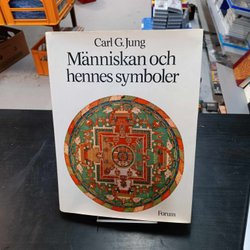 Carl G. Jung
Människan och
hennes symboler
Forum